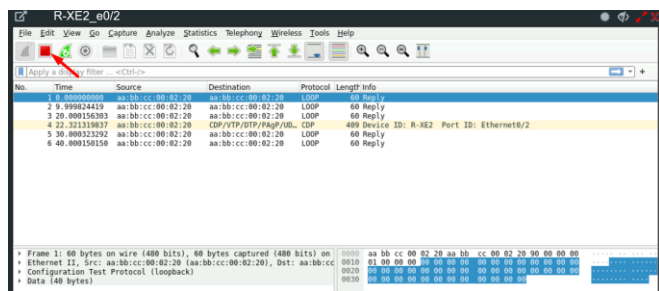 R-XE2_e0/2
File Edit View Go Capture Analyze Statistics Telephony Wireless Tools Help
Apply a display filter ... <Ctrl-/>
No. Time Source Destination Protocol Length Info
1 0.000000000 aa:bb:cc:00:02:20 aa:bb:cc:00:02:20 LOOP 60 Reply
2 9.999824419 aa:bb:cc:00:02:20 aa:bb:cc:00:02:20 LOOP 60 Reply
3 20.000156303 aa:bb:cc:00:02:20 aa:bb:cc:00:02:20 LOOP 60 Reply
4 22.321319837 aa:bb:cc:00:02:20 CDP/VTP/DTP/PAgP/UD… CDP 409 Device ID: R-XE2 Port ID: Ethernet0/2
5 30.000323292 aa:bb:cc:00:02:20 aa:bb:cc:00:02:20 LOOP 60 Reply
6 40.000150150 aa:bb:cc:00:02:20 aa:bb:cc:00:02:20 LOOP 60 Reply
Frame 1: 60 bytes on wire (480 bits), 60 bytes captured (480 bits) on
Ethernet II, Src: aa:bb:cc:00:02:20 (aa:bb:cc:00:02:20), Dst: aa:bb:cc
Configuration Test Protocol (loopback)
Data (40 bytes)
0000 aa bb cc 00 02 20 aa bb cc 00 02 20 90 00 00 00
0010 01 00 00 00 00 00 00 00 00 00 00 00 00 00 00 00
0020 00 00 00 00 00 00 00 00 00 00 00 00 00 00 00 00
0030 00 00 00 00 00 00 00 00 00 00 00 00